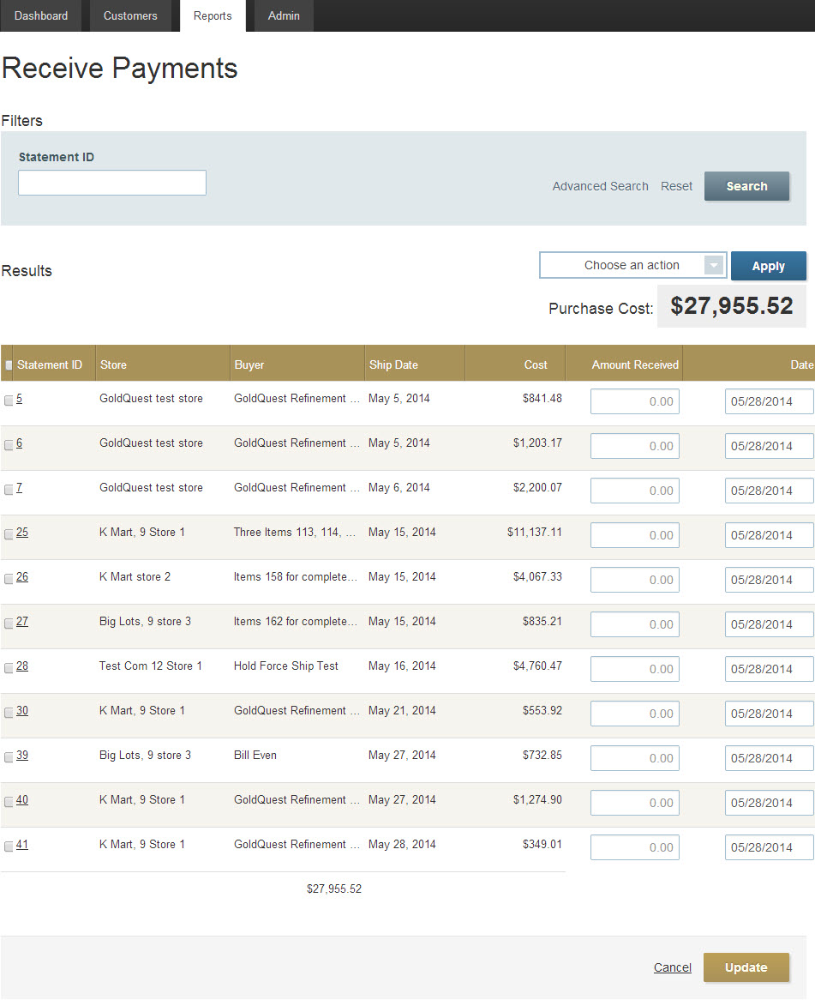 Dashboard Customers Reports Admin
Receive Payments
Filters
Statement ID
Advanced Search Reset Search
Results
Choose an action Apply
Purchase Cost: $27,955.52
Statement ID Store Buyer Ship Date Cost Amount Received Date
5 GoldQuest test store GoldQuest Refinement ... May 5, 2014 $841.48 0.00 05/28/2014
6 GoldQuest test store GoldQuest Refinement ... May 5, 2014 $1,203.17 0.00 05/28/2014
7 GoldQuest test store GoldQuest Refinement ... May 6, 2014 $2,200.07 0.00 05/28/2014
25 K Mart, 9 Store 1 Three Items 113, 114, ... May 15, 2014 $11,137.11 0.00 05/28/2014
26 K Mart store 2 Items 158 for complete... May 15, 2014 $4,067.33 0.00 05/28/2014
27 Big Lots, 9 store 3 Items 162 for complete... May 15, 2014 $835.21 0.00 05/28/2014
28 Test Com 12 Store 1 Hold Force Ship Test May 16, 2014 $4,760.47 0.00 05/28/2014
30 K Mart, 9 Store 1 GoldQuest Refinement ... May 21, 2014 $553.92 0.00 05/28/2014
39 Big Lots, 9 store 3 Bill Even May 27, 2014 $732.85 0.00 05/28/2014
40 K Mart, 9 Store 1 GoldQuest Refinement ... May 27, 2014 $1,274.90 0.00 05/28/2014
41 K Mart, 9 Store 1 GoldQuest Refinement ... May 28, 2014 $349.01 0.00 05/28/2014
$27,955.52
Cancel Update